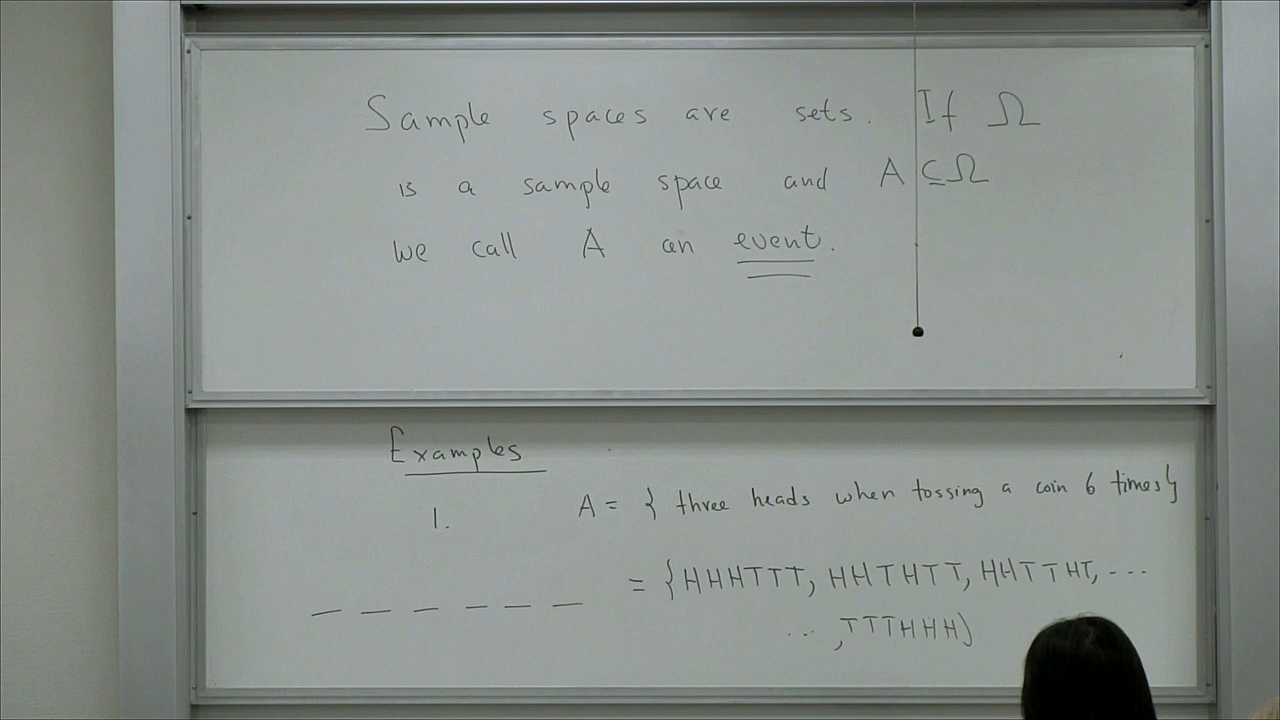 Sample spaces are sets. If Ω
is a sample space and A ⊆ Ω
we call A an event.
Examples
1. A = { three heads when tossing a coin 6 times }
= {HHHTTT, HHTHTT, HHTTHT, ...
_ _ _ _ _ _
... , TTTHHH}